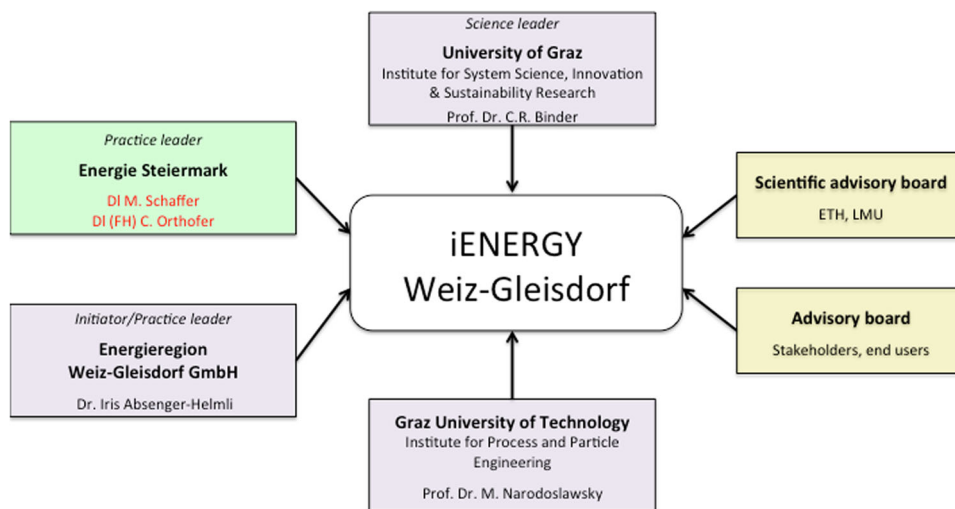 Science leader
University of Graz
Institute for System Science, Innovation
& Sustainability Research
Prof. Dr. C.R. Binder
Practice leader
Energie Steiermark
DI M. Schaffer
DI (FH) C. Orthofer
Scientific advisory board
ETH, LMU
iENERGY
Weiz-Gleisdorf
Initiator/Practice leader
Energieregion
Weiz-Gleisdorf GmbH
Dr. Iris Absenger-Helmli
Advisory board
Stakeholders, end users
Graz University of Technology
Institute for Process and Particle
Engineering
Prof. Dr. M. Narodoslawsky